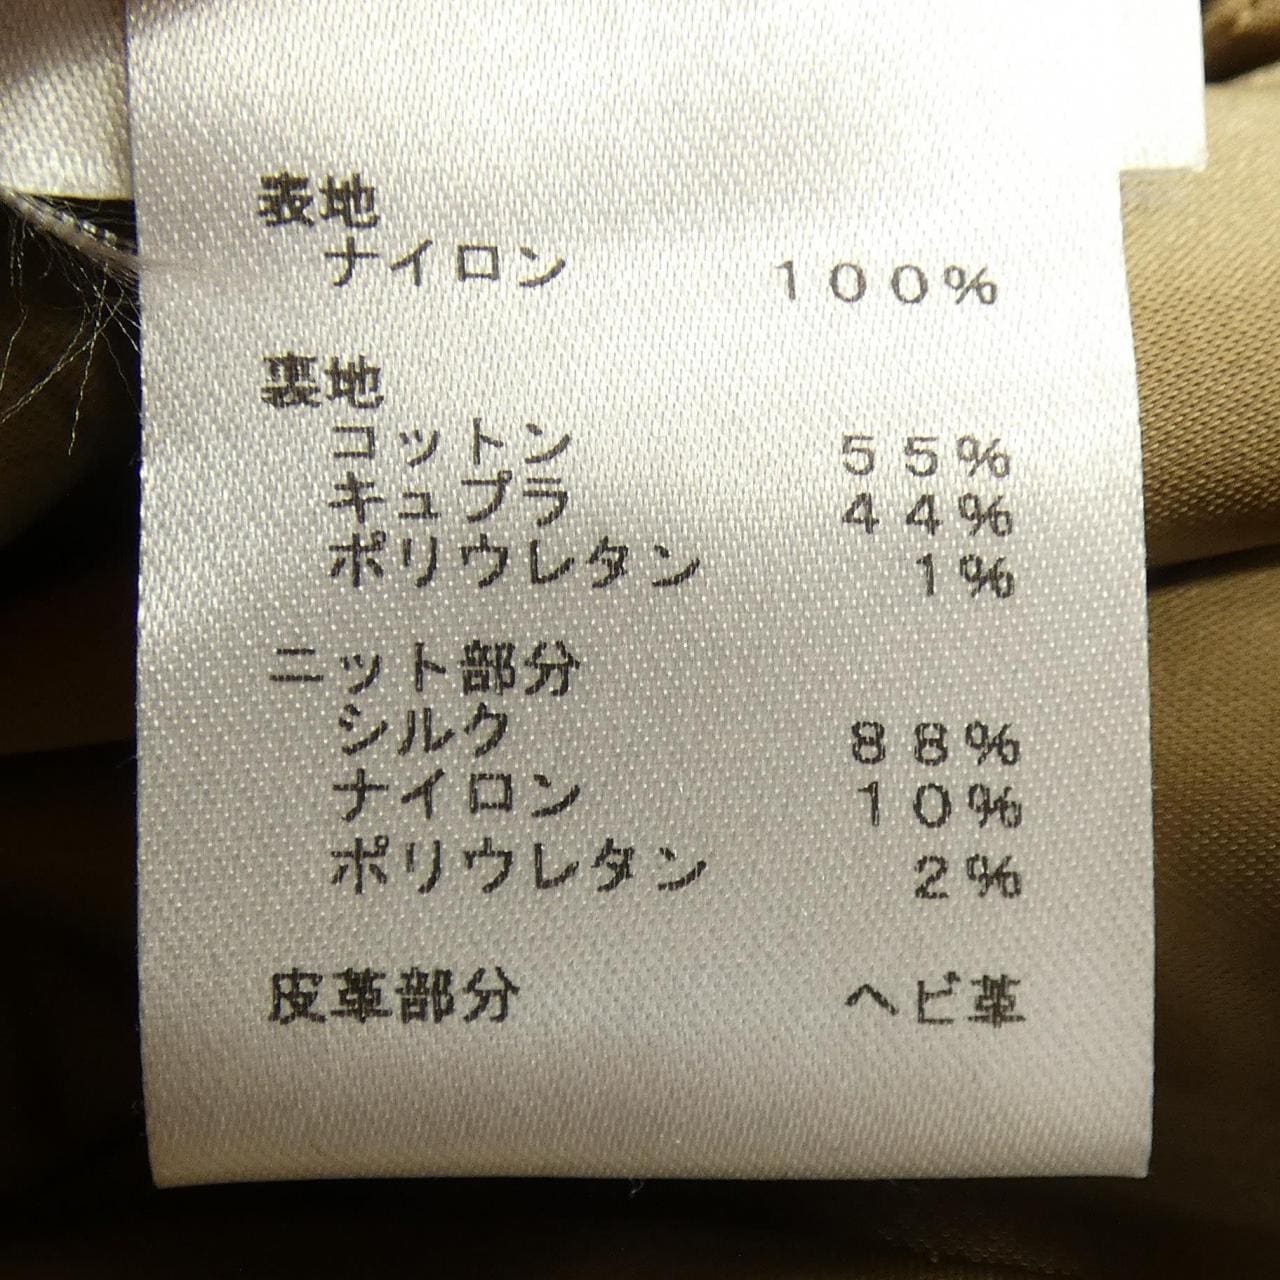 表地
ナイロン 100%
裏地
コットン 55%
キュプラ 44%
ポリウレタン 1%
ニット部分
シルク 88%
ナイロン 10%
ポリウレタン 2%
皮革部分 ヘビ革